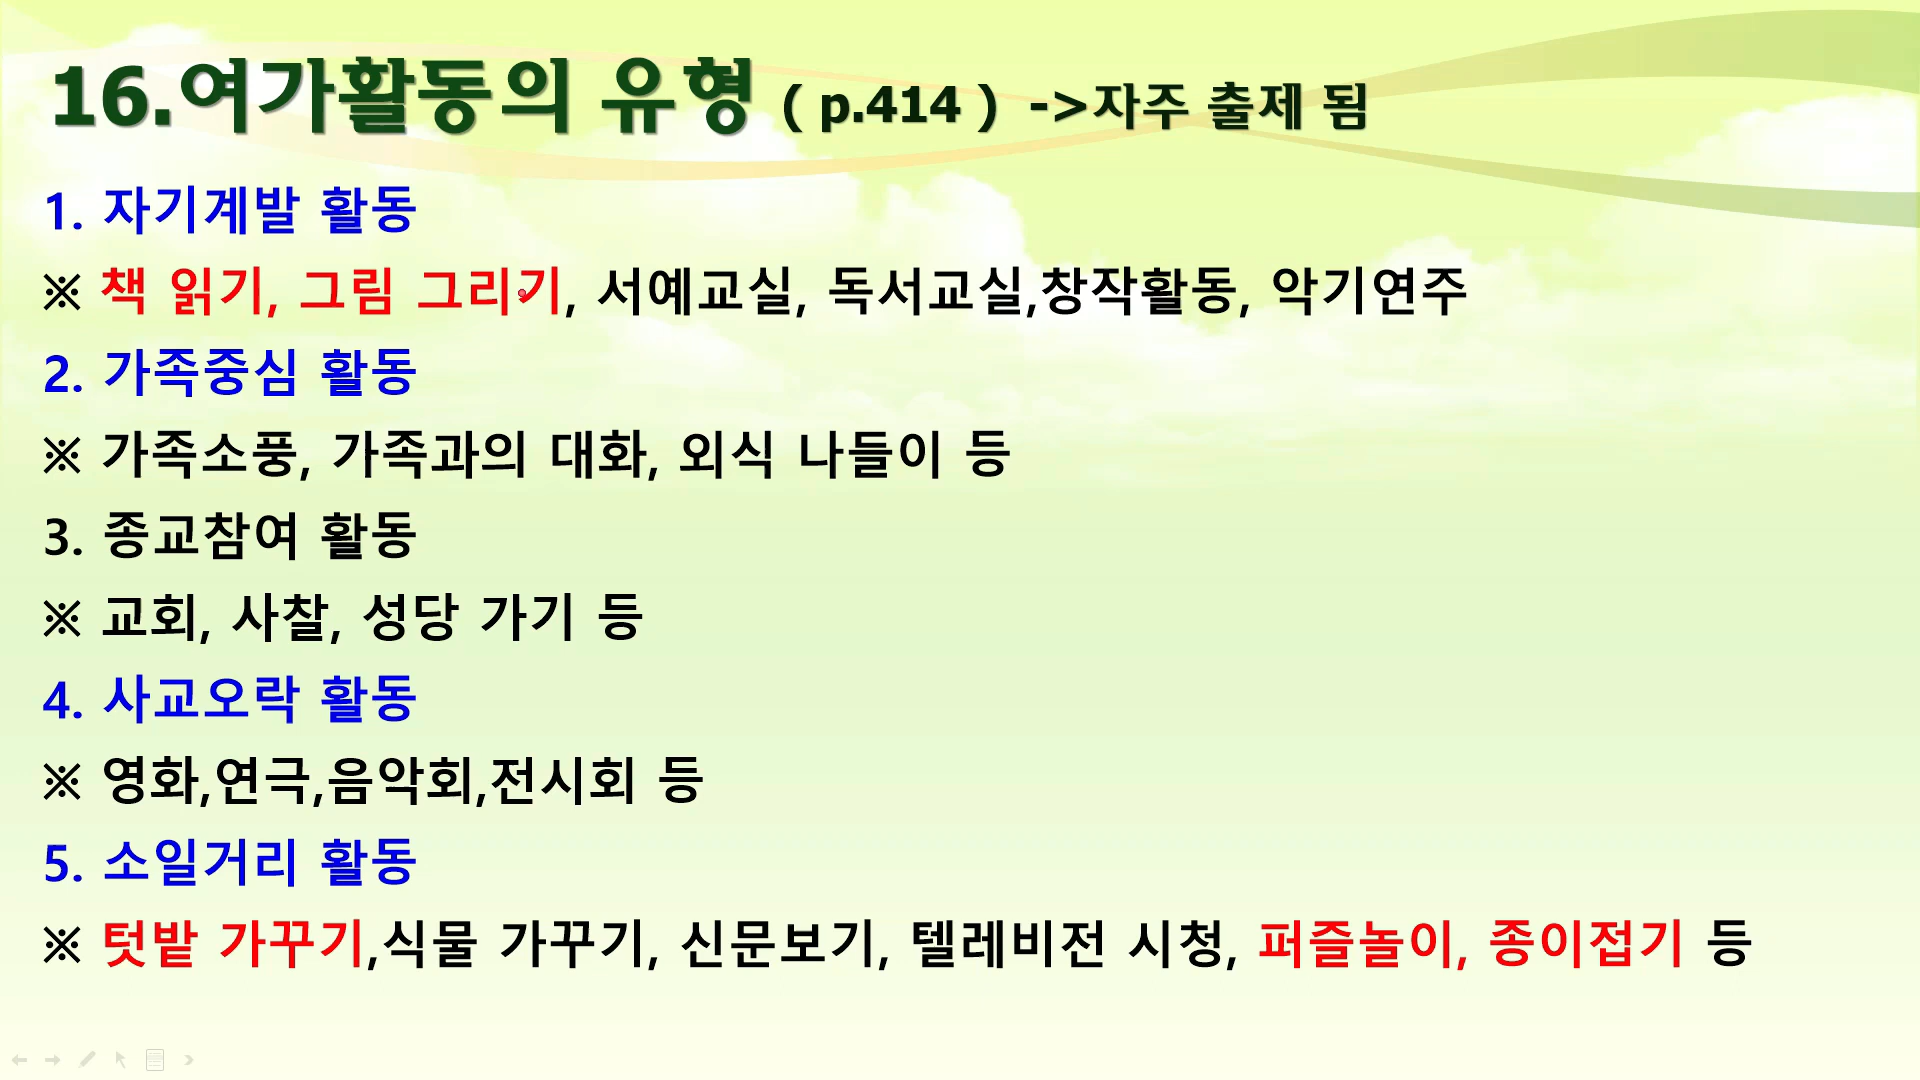 16.여가활동의 유형 ( p.414 ) ->자주 출제 됨
1. 자기계발 활동
※ 책 읽기, 그림 그리기, 서예교실, 독서교실,창작활동, 악기연주
2. 가족중심 활동
※ 가족소풍, 가족과의 대화, 외식 나들이 등
3. 종교참여 활동
※ 교회, 사찰, 성당 가기 등
4. 사교오락 활동
※ 영화,연극,음악회,전시회 등
5. 소일거리 활동
※ 텃밭 가꾸기,식물 가꾸기, 신문보기, 텔레비전 시청, 퍼즐놀이, 종이접기 등